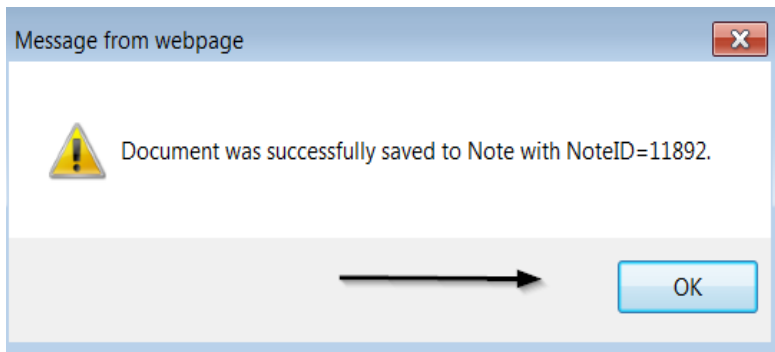 Message from webpage
Document was successfully saved to Note with NoteID=11892.
OK